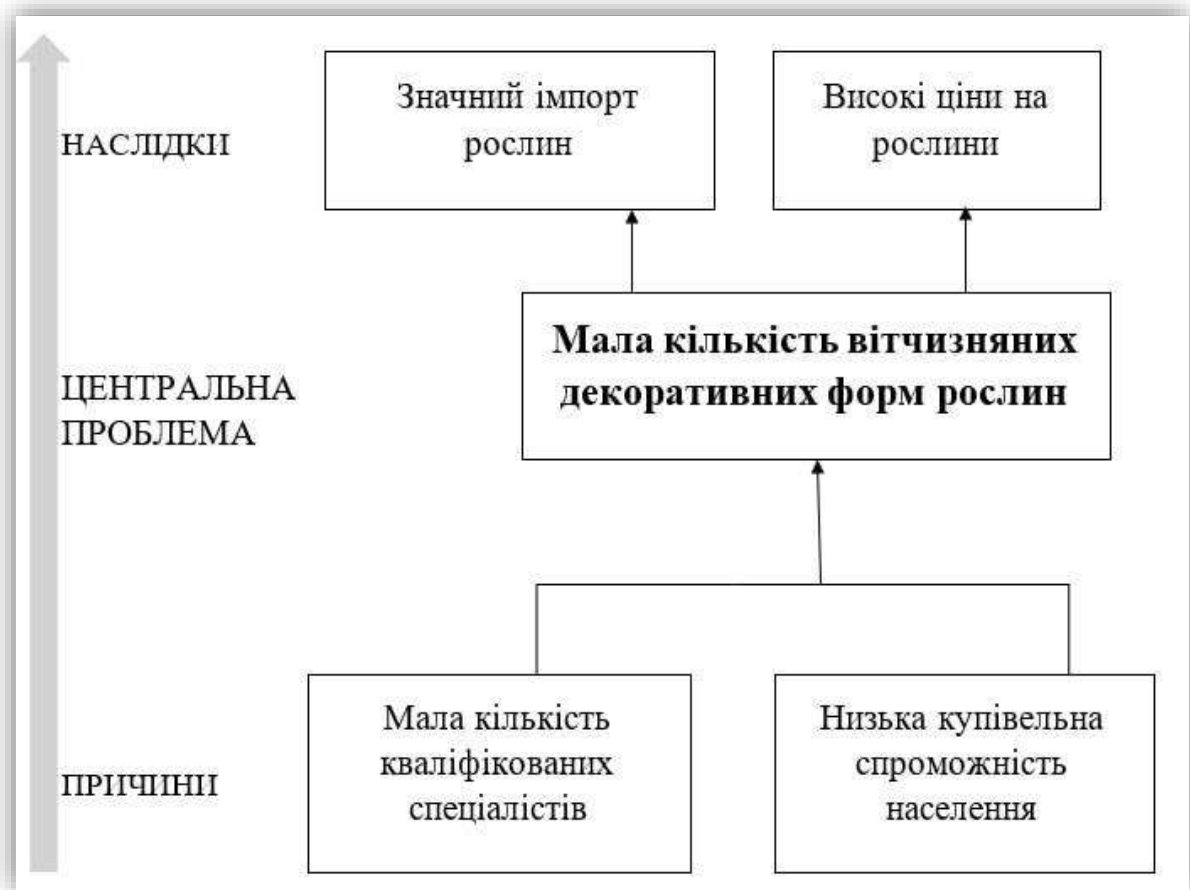 НАСЛІДКИ
Значний імпорт
рослин
Високі ціни на
рослини
ЦЕНТРАЛЬНА
ПРОБЛЕМА
Мала кількість вітчизняних
декоративних форм рослин
ПРИЧИНИ
Мала кількість
кваліфікованих
спеціалістів
Низька купівельна
спроможність
населення